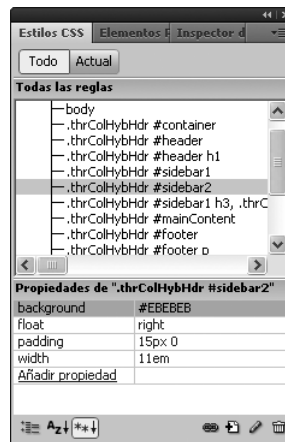 Estilos CSS Elementos F Inspector d
Todo Actual
Todas las reglas
body
.thrColHybHdr #container
.thrColHybHdr #header
.thrColHybHdr #header h1
.thrColHybHdr #sidebar1
.thrColHybHdr #sidebar2
.thrColHybHdr #sidebar1 h3, .thrC
.thrColHybHdr #mainContent
.thrColHybHdr #footer
.thrColHybHdr #footer p
Propiedades de ".thrColHybHdr #sidebar2"
background #EBEBEB
float right
padding 15px 0
width 11em
Añadir propiedad
AZ↓ **↓